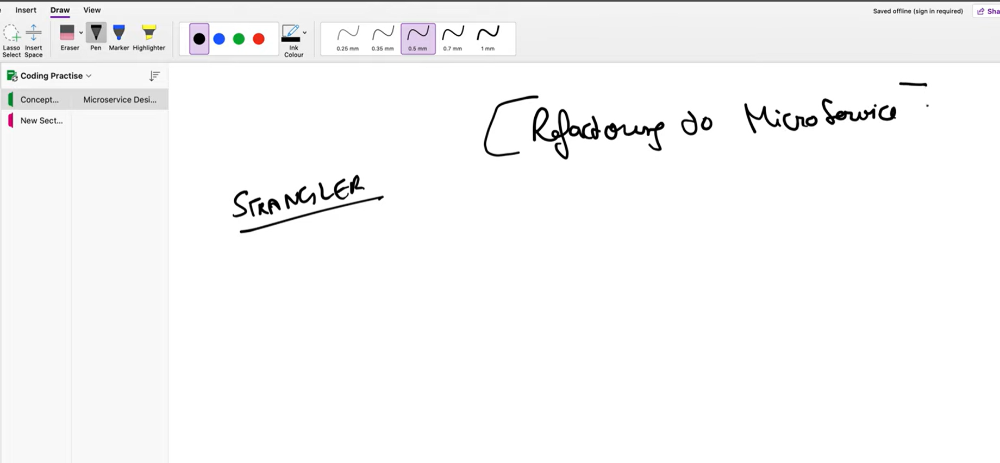 Insert Draw View
Saved offline (sign in required)
Sha
Lasso Select
Insert Space
Eraser
Pen
Marker
Highlighter
Ink Colour
0.25 mm
0.35 mm
0.5 mm
0.7 mm
1 mm
Coding Practise
Concept... Microservice Desi...
New Sect...
Refactoring to MicroService
STRANGLER